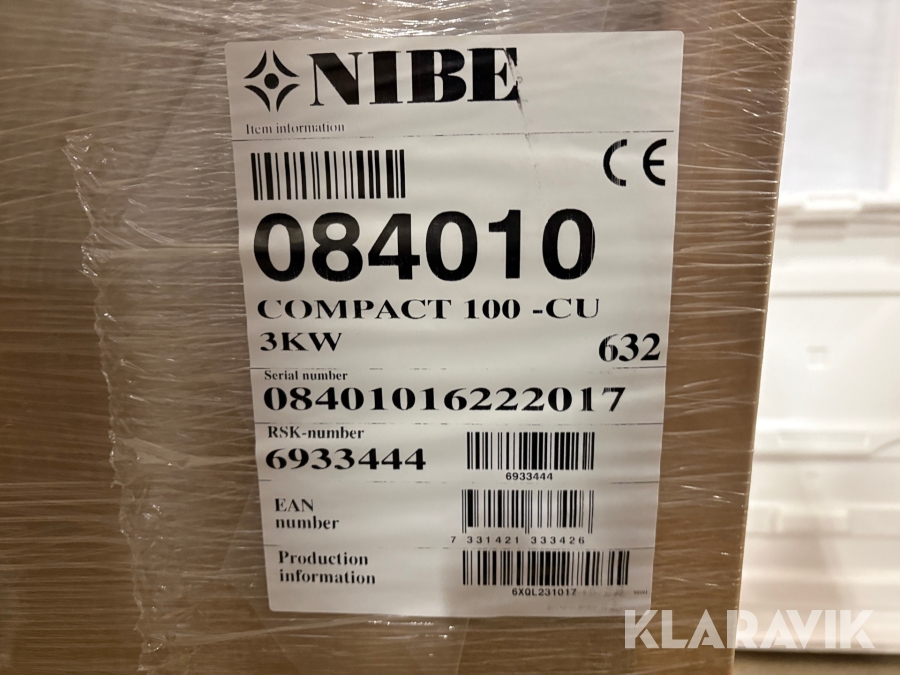 NIBE
Item information
CE
084010
COMPACT 100 -CU
3KW
632
Serial number
08401016222017
RSK-number
6933444
6933444
EAN
number
7 331421 333426
Production
information
6XQL231017
KLARAVIK